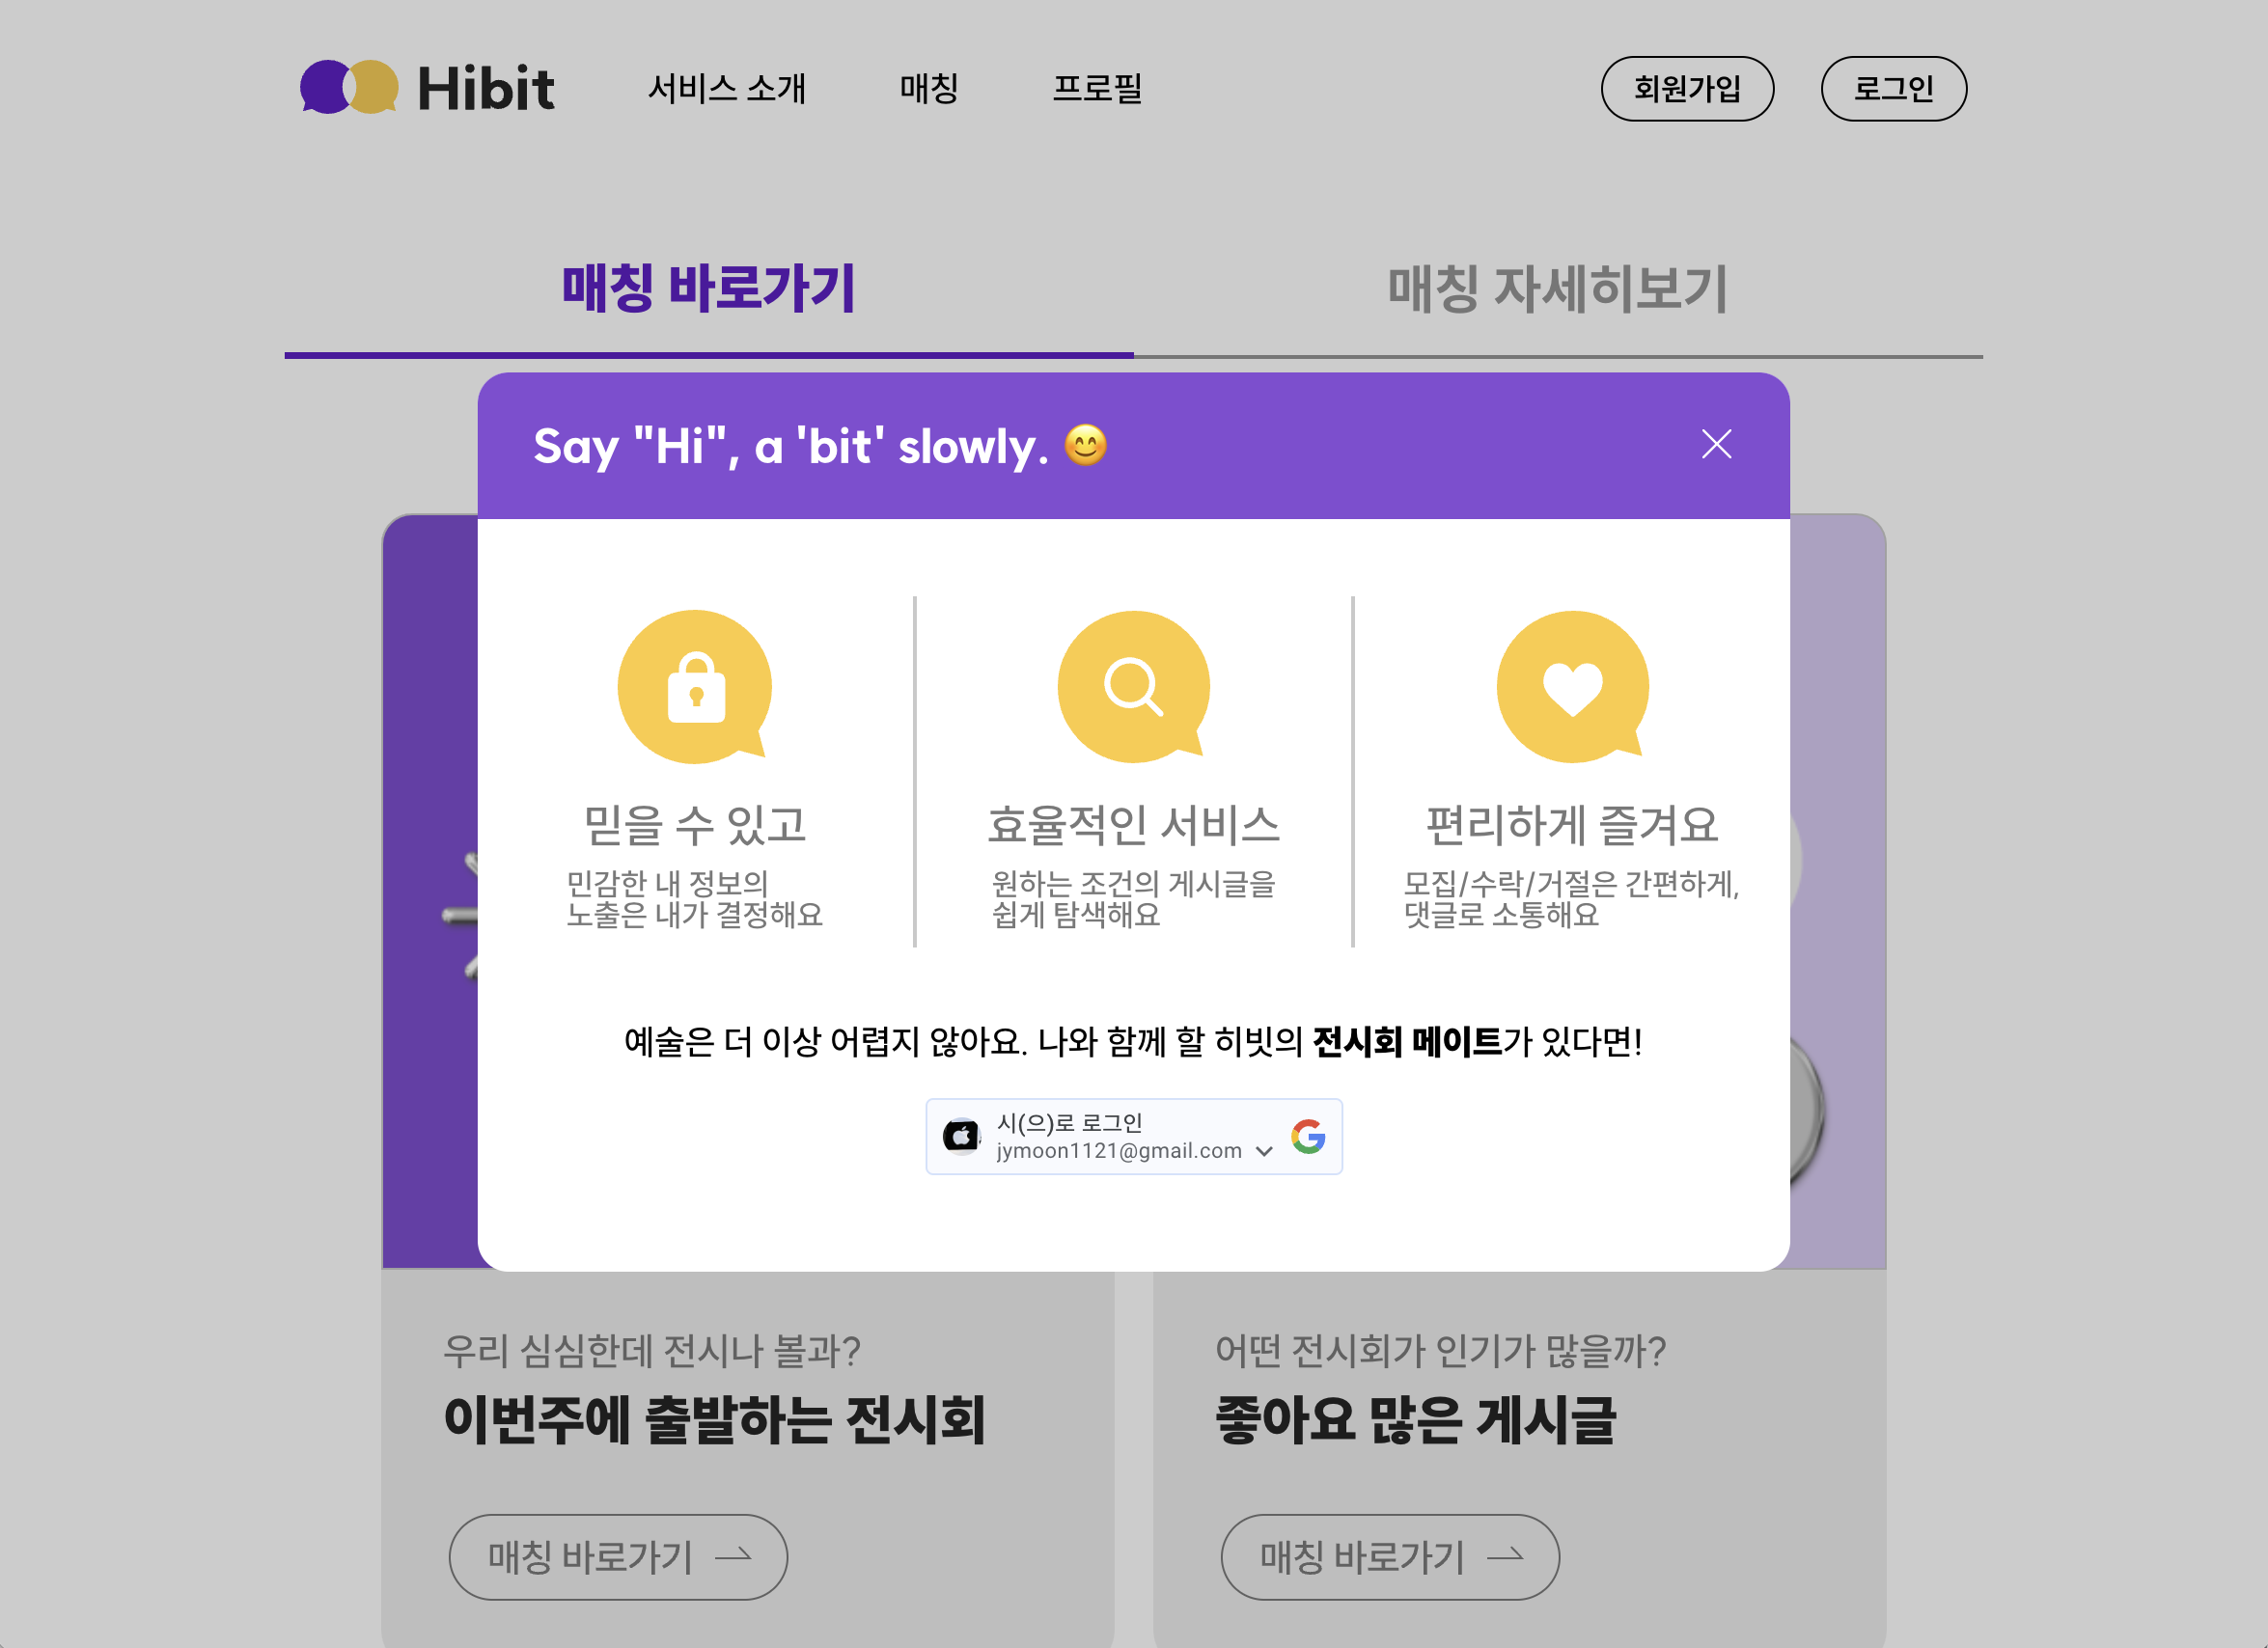 Hibit
서비스 소개
매칭
프로필
회원가입
로그인
매칭 바로가기
매칭 자세히보기
Say "Hi", a 'bit' slowly. 😊
믿을 수 있고
민감한 내 정보의
노출은 내가 결정해요
효율적인 서비스
원하는 조건의 게시글을
쉽게 탐색해요
편리하게 즐겨요
모집/수락/거절은 간편하게,
댓글로 소통해요
예술은 더 이상 어렵지 않아요. 나와 함께 할 히빗의 전시회 메이트가 있다면!
시(으)로 로그인
jymoon1121@gmail.com
우리 심심한데 전시나 볼과?
이번주에 출발하는 전시회
매칭 바로가기
어떤 전시회가 인기가 많을까?
좋아요 많은 게시글
매칭 바로가기